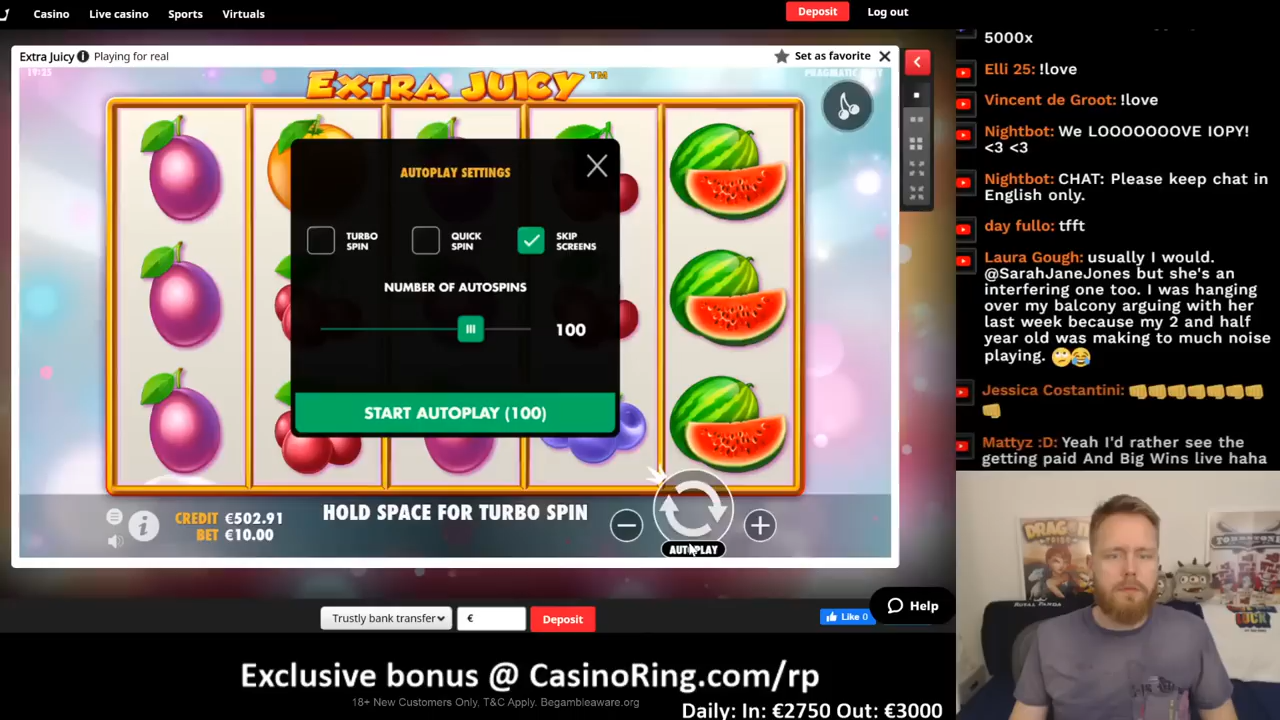 Casino
Live casino
Sports
Virtuals
Deposit
Log out
Extra Juicy
Playing for real
Set as favorite
19:25
EXTRA JUICY™
AUTOPLAY SETTINGS
TURBO
SPIN
QUICK
SPIN
SKIP
SCREENS
NUMBER OF AUTOSPINS
100
START AUTOPLAY (100)
CREDIT €502.91
BET €10.00
HOLD SPACE FOR TURBO SPIN
AUTOPLAY
Trustly bank transfer
€
Deposit
Like 0
Help
Exclusive bonus @ CasinoRing.com/rp
18+ New Customers Only. T&C Apply. Begambleaware.org
Daily: In: €2750 Out: €3000
5000x
Elli 25: !love
Vincent de Groot: !love
Nightbot: We LOOOOOOOVE IOPY!
<3 <3
Nightbot: CHAT: Please keep chat in
English only.
day fullo: tfft
Laura Gough: usually I would.
@SarahJaneJones but she's an
interfering one too. I was hanging
over my balcony arguing with her
last week because my 2 and half
year old was making to much noise
playing. 🙄😂
Jessica Costantini: 👊👊👊👊👊👊👊
👊
Mattyz :D: Yeah I'd rather see the
getting paid And Big Wins live haha